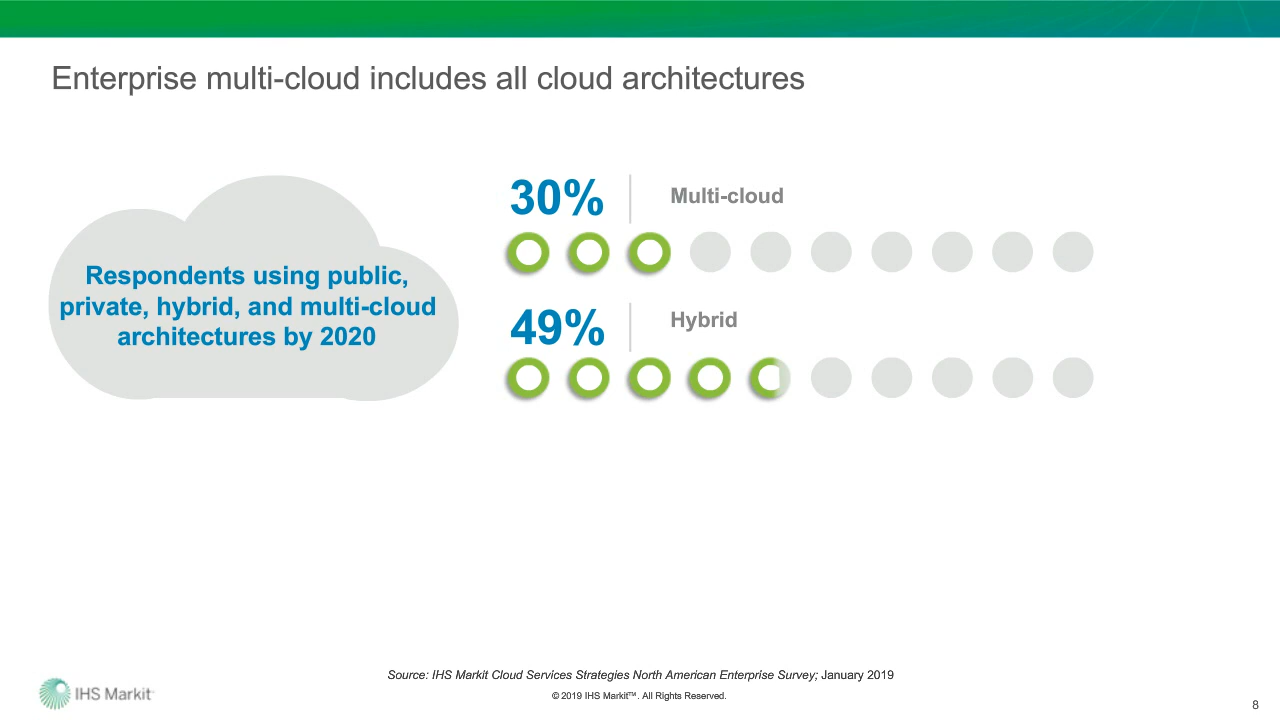 Enterprise multi-cloud includes all cloud architectures
Respondents using public,
private, hybrid, and multi-cloud
architectures by 2020
30%
Multi-cloud
49%
Hybrid
Source: IHS Markit Cloud Services Strategies North American Enterprise Survey; January 2019
© 2019 IHS Markit™. All Rights Reserved.
IHS Markit
8